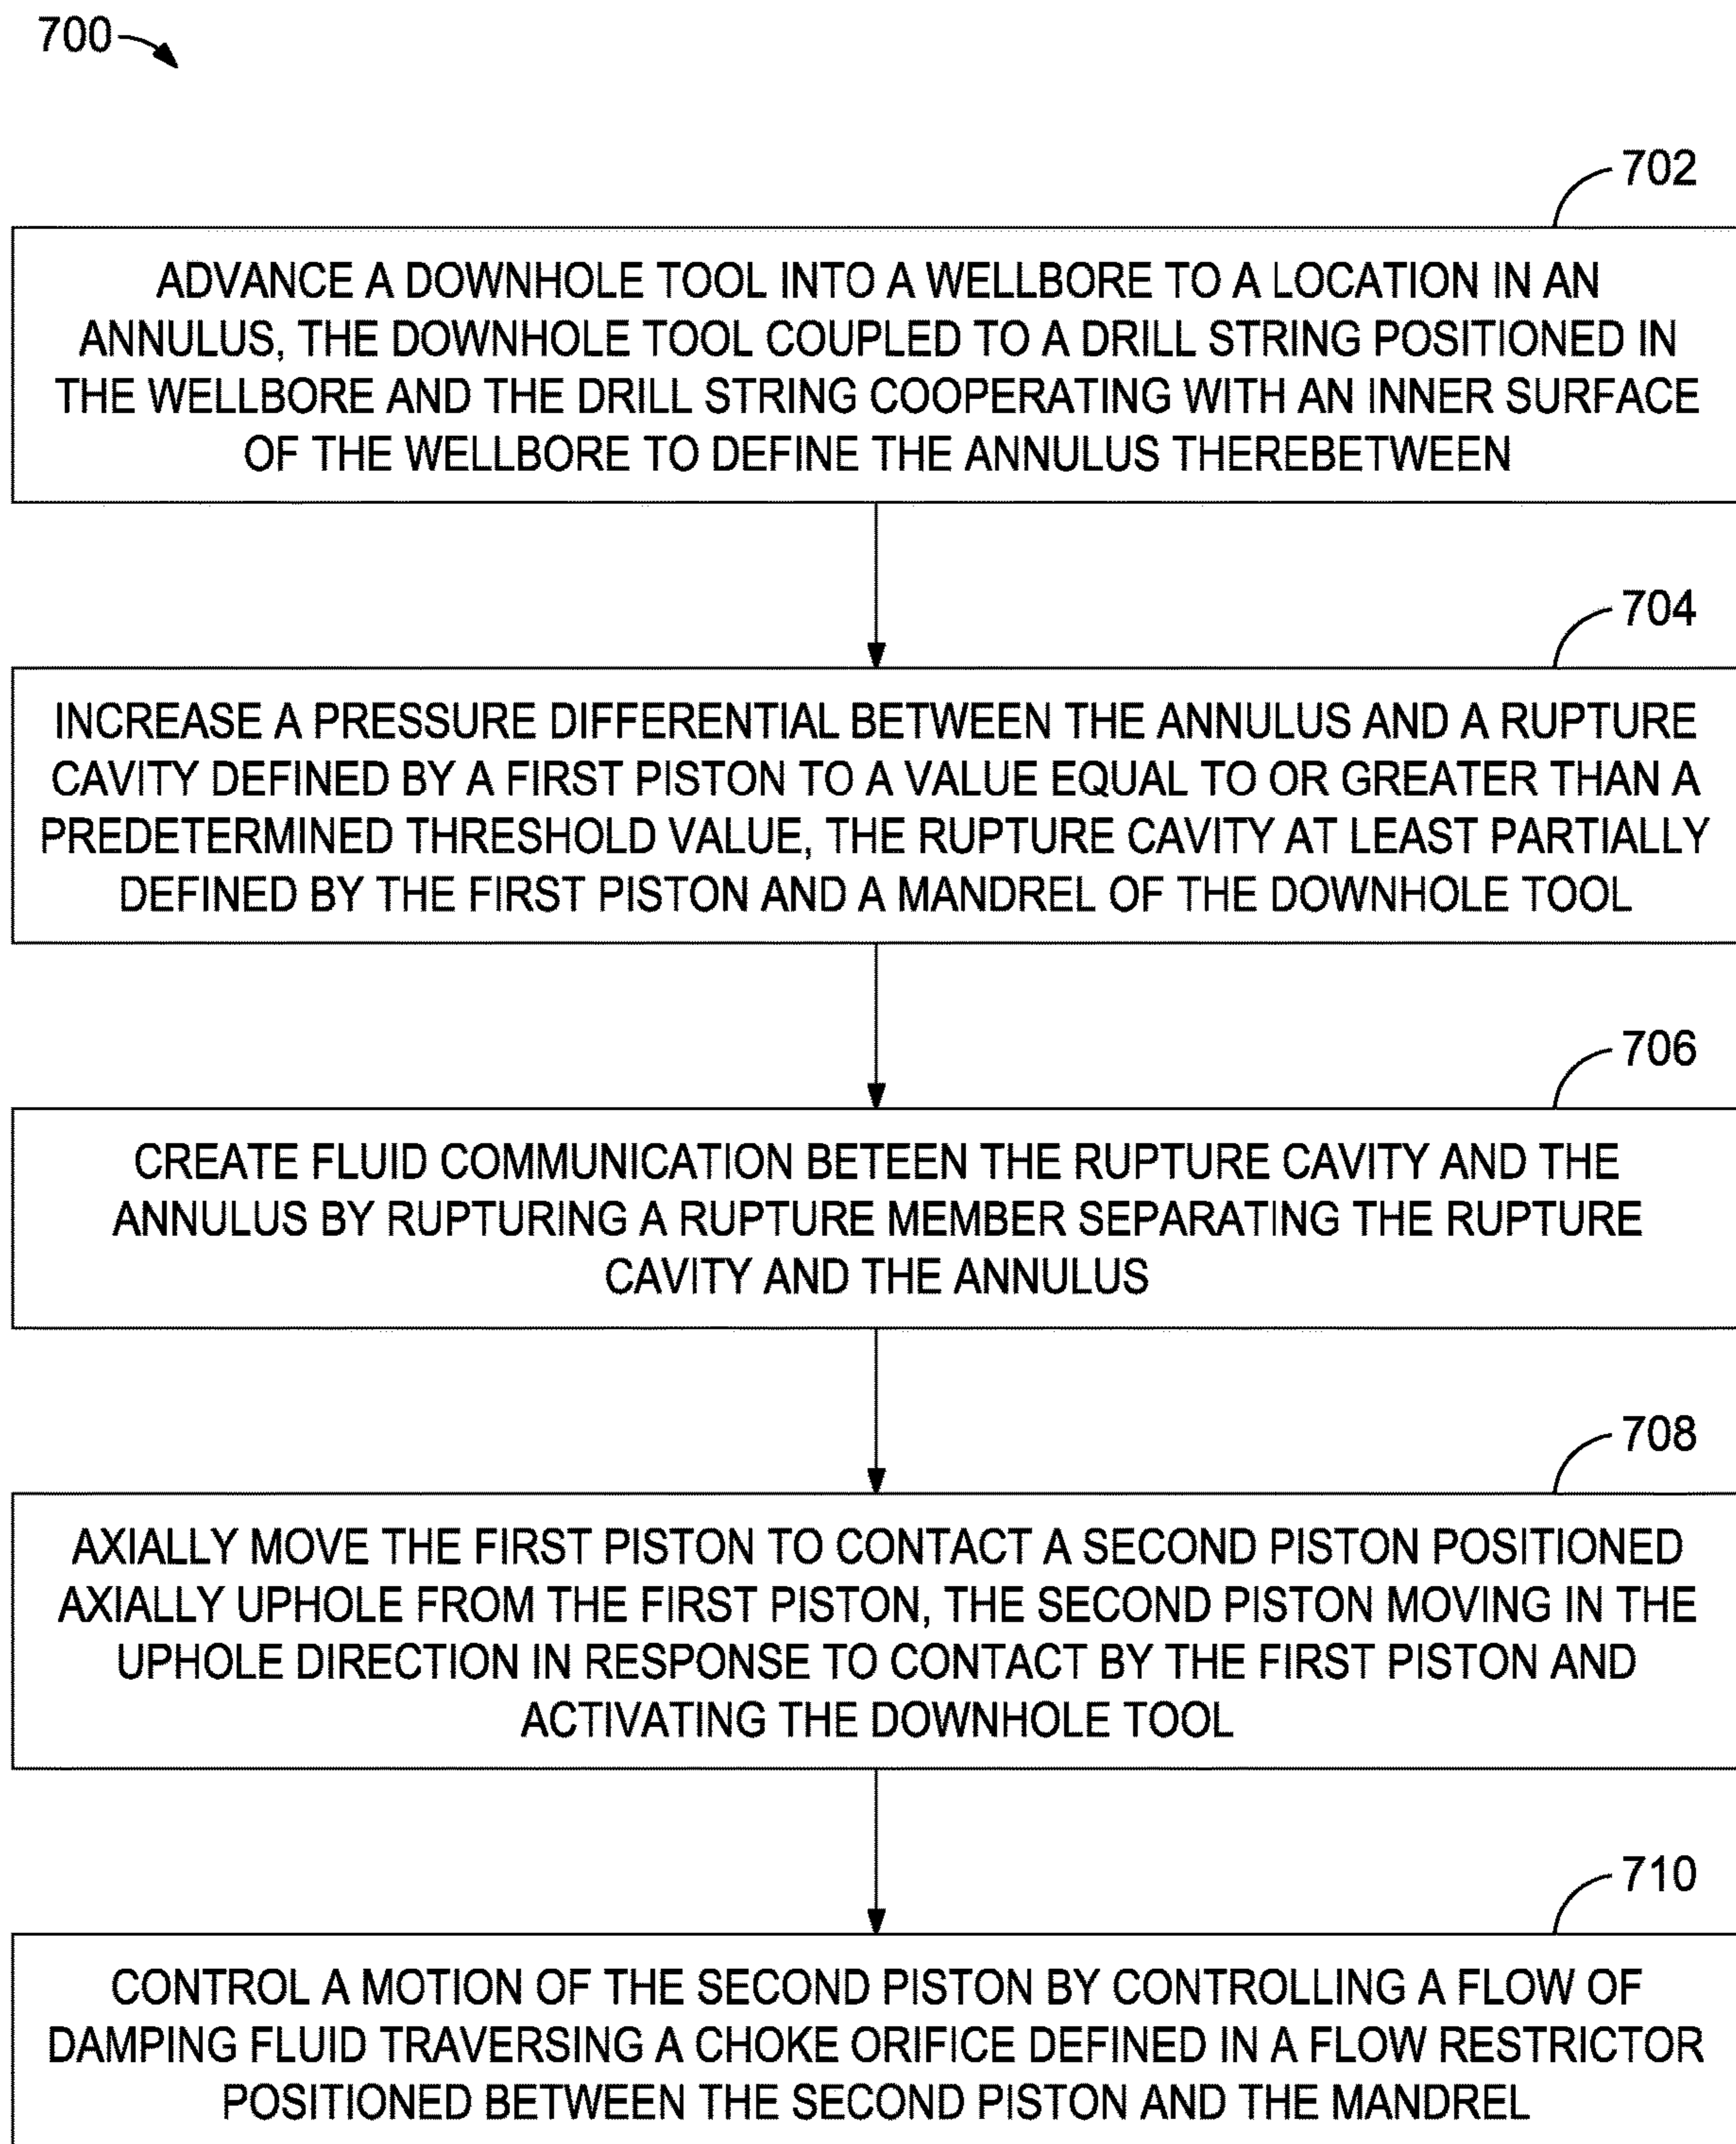 700
702
ADVANCE A DOWNHOLE TOOL INTO A WELLBORE TO A LOCATION IN AN
ANNULUS, THE DOWNHOLE TOOL COUPLED TO A DRILL STRING POSITIONED IN
THE WELLBORE AND THE DRILL STRING COOPERATING WITH AN INNER SURFACE
OF THE WELLBORE TO DEFINE THE ANNULUS THEREBETWEEN
704
INCREASE A PRESSURE DIFFERENTIAL BETWEEN THE ANNULUS AND A RUPTURE
CAVITY DEFINED BY A FIRST PISTON TO A VALUE EQUAL TO OR GREATER THAN A
PREDETERMINED THRESHOLD VALUE, THE RUPTURE CAVITY AT LEAST PARTIALLY
DEFINED BY THE FIRST PISTON AND A MANDREL OF THE DOWNHOLE TOOL
706
CREATE FLUID COMMUNICATION BETEEN THE RUPTURE CAVITY AND THE
ANNULUS BY RUPTURING A RUPTURE MEMBER SEPARATING THE RUPTURE
CAVITY AND THE ANNULUS
708
AXIALLY MOVE THE FIRST PISTON TO CONTACT A SECOND PISTON POSITIONED
AXIALLY UPHOLE FROM THE FIRST PISTON, THE SECOND PISTON MOVING IN THE
UPHOLE DIRECTION IN RESPONSE TO CONTACT BY THE FIRST PISTON AND
ACTIVATING THE DOWNHOLE TOOL
710
CONTROL A MOTION OF THE SECOND PISTON BY CONTROLLING A FLOW OF
DAMPING FLUID TRAVERSING A CHOKE ORIFICE DEFINED IN A FLOW RESTRICTOR
POSITIONED BETWEEN THE SECOND PISTON AND THE MANDREL